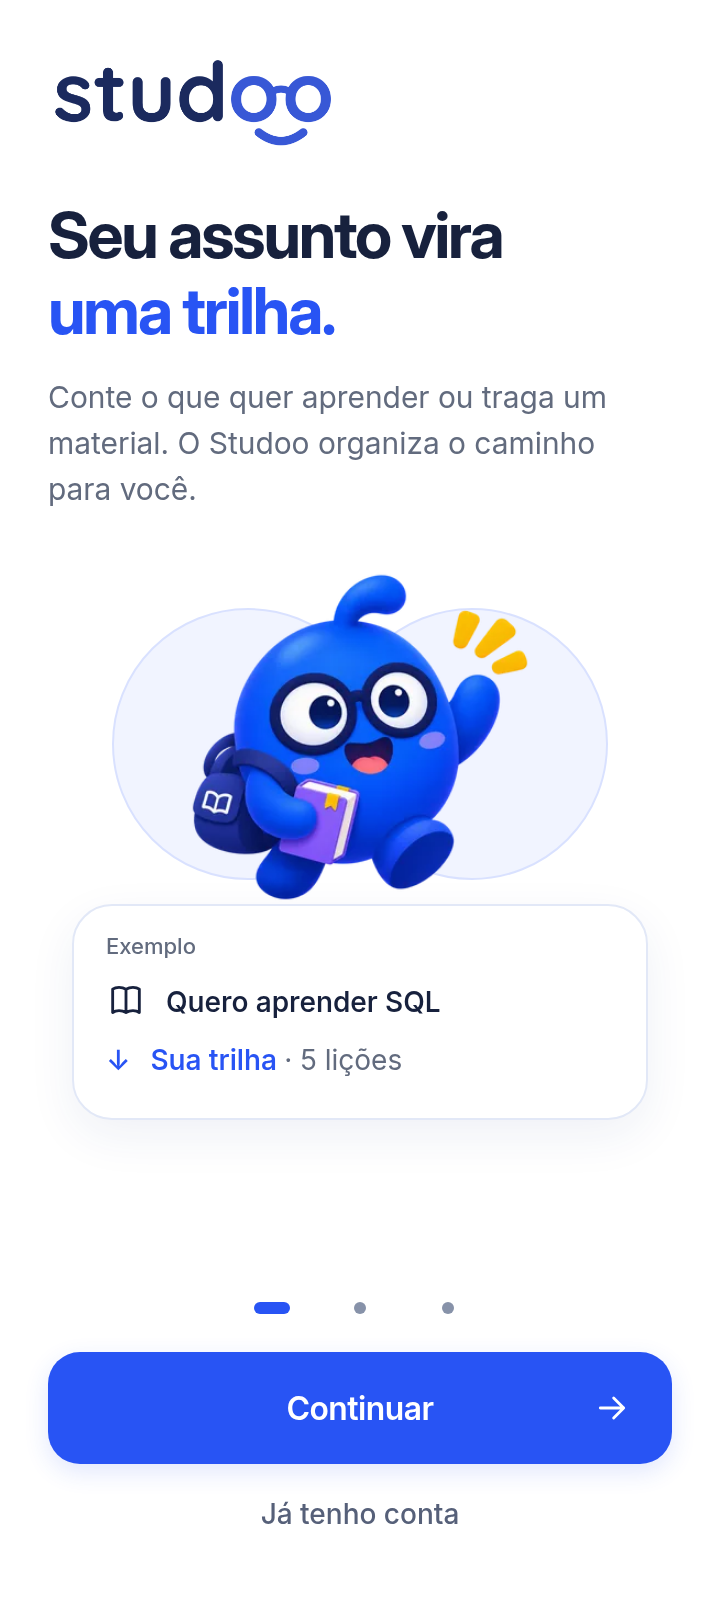 studoo
Seu assunto vira
uma trilha.
Conte o que quer aprender ou traga um
material. O Studoo organiza o caminho
para você.
Exemplo
Quero aprender SQL
Sua trilha · 5 lições
Continuar
Já tenho conta